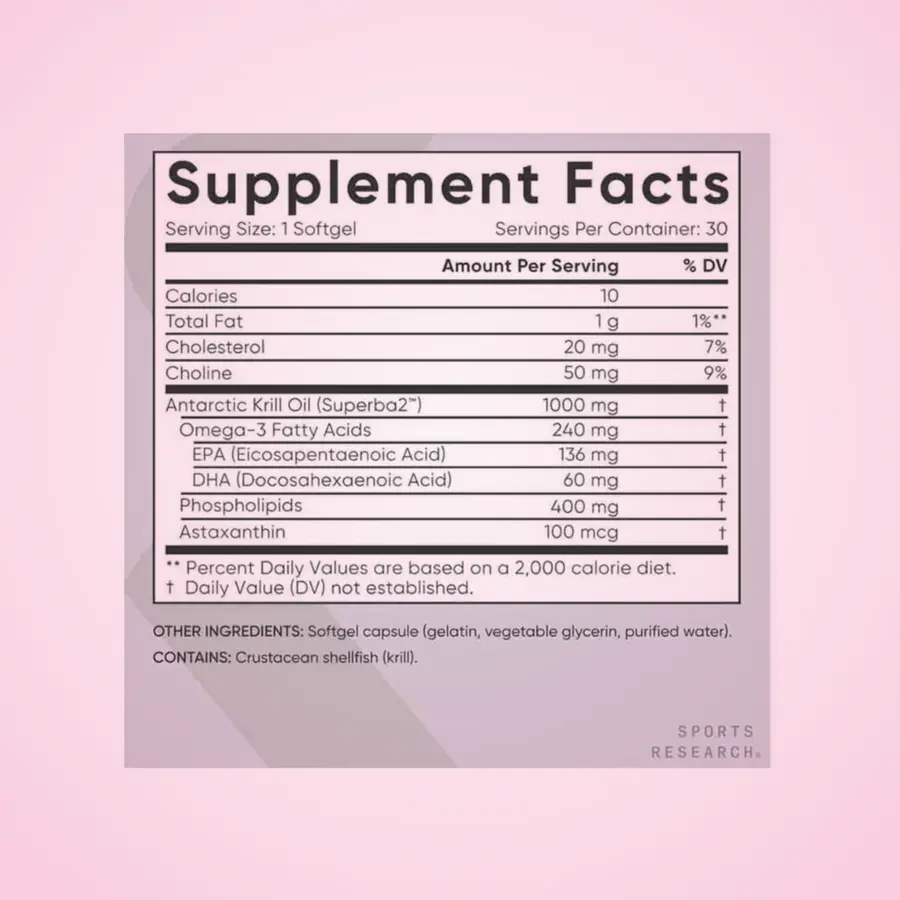 Supplement Facts
Serving Size: 1 Softgel Servings Per Container: 30
Amount Per Serving % DV
Calories 10
Total Fat 1 g 1%**
Cholesterol 20 mg 7%
Choline 50 mg 9%
Antarctic Krill Oil (Superba2™) 1000 mg †
Omega-3 Fatty Acids 240 mg †
EPA (Eicosapentaenoic Acid) 136 mg †
DHA (Docosahexaenoic Acid) 60 mg †
Phospholipids 400 mg †
Astaxanthin 100 mcg †
** Percent Daily Values are based on a 2,000 calorie diet.
† Daily Value (DV) not established.
OTHER INGREDIENTS: Softgel capsule (gelatin, vegetable glycerin, purified water).
CONTAINS: Crustacean shellfish (krill).
SPORTS
RESEARCH®